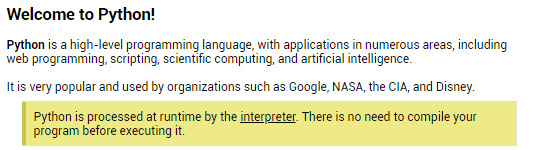 Welcome to Python!
Python is a high-level programming language, with applications in numerous areas, including
web programming, scripting, scientific computing, and artificial intelligence.
It is very popular and used by organizations such as Google, NASA, the CIA, and Disney.
Python is processed at runtime by the interpreter. There is no need to compile your
program before executing it.